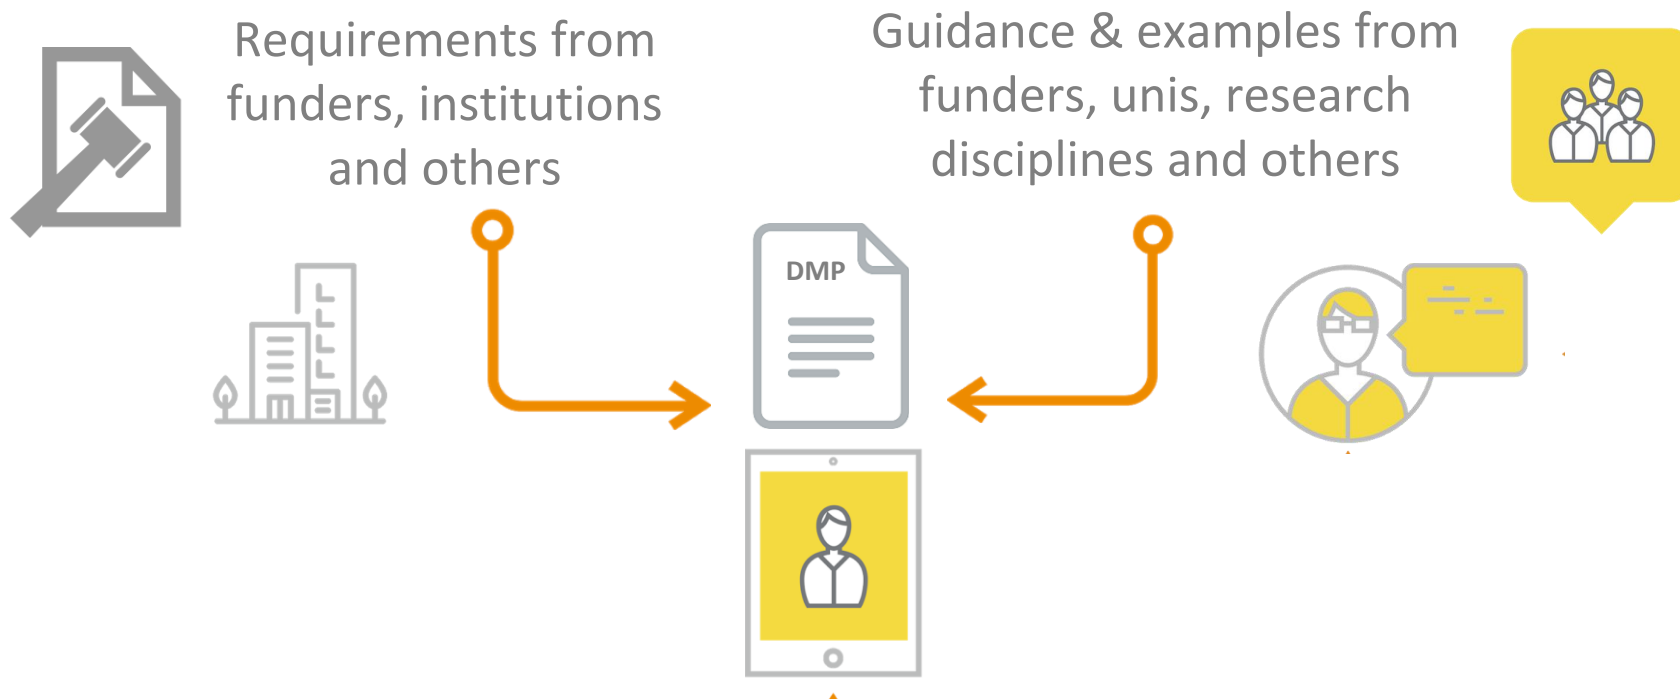 Requirements from
funders, institutions
and others
Guidance & examples from
funders, unis, research
disciplines and others
DMP